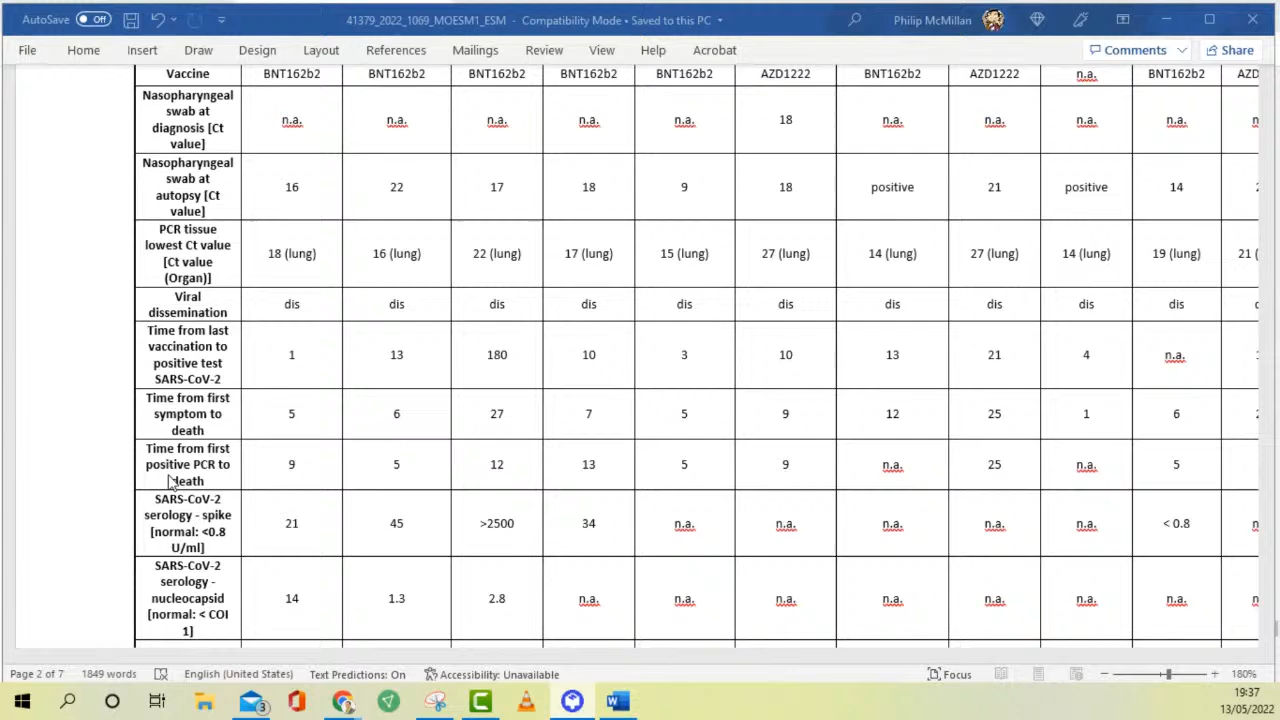 AutoSave Off 41379_2022_1069_MOESM1_ESM - Compatibility Mode • Saved to this PC Philip McMillan
File Home Insert Draw Design Layout References Mailings Review View Help Acrobat Comments Share
Vaccine BNT162b2 BNT162b2 BNT162b2 BNT162b2 BNT162b2 AZD1222 BNT162b2 AZD1222 n.a. BNT162b2 AZD
Nasopharyngeal
swab at
diagnosis [Ct
value]
n.a. n.a. n.a. n.a. n.a. 18 n.a. n.a. n.a. n.a.
Nasopharyngeal
swab at
autopsy [Ct
value]
16 22 17 18 9 18 positive 21 positive 14
PCR tissue
lowest Ct value
[Ct value
(Organ)]
18 (lung) 16 (lung) 22 (lung) 17 (lung) 15 (lung) 27 (lung) 14 (lung) 27 (lung) 14 (lung) 19 (lung) 21 (
Viral
dissemination
dis dis dis dis dis dis dis dis dis dis
Time from last
vaccination to
positive test
SARS-CoV-2
1 13 180 10 3 10 13 21 4 n.a.
Time from first
symptom to
death
5 6 27 7 5 9 12 25 1 6
Time from first
positive PCR to
death
9 5 12 13 5 9 n.a. 25 n.a. 5
SARS-CoV-2
serology - spike
[normal: <0.8
U/ml]
21 45 >2500 34 n.a. n.a. n.a. n.a. n.a. < 0.8
SARS-CoV-2
serology -
nucleocapsid
[normal: < COI
1]
14 1.3 2.8 n.a. n.a. n.a. n.a. n.a. n.a. n.a.
Page 2 of 7 1849 words English (United States) Text Predictions: On Accessibility: Unavailable Focus 180%
3
19:37
13/05/2022